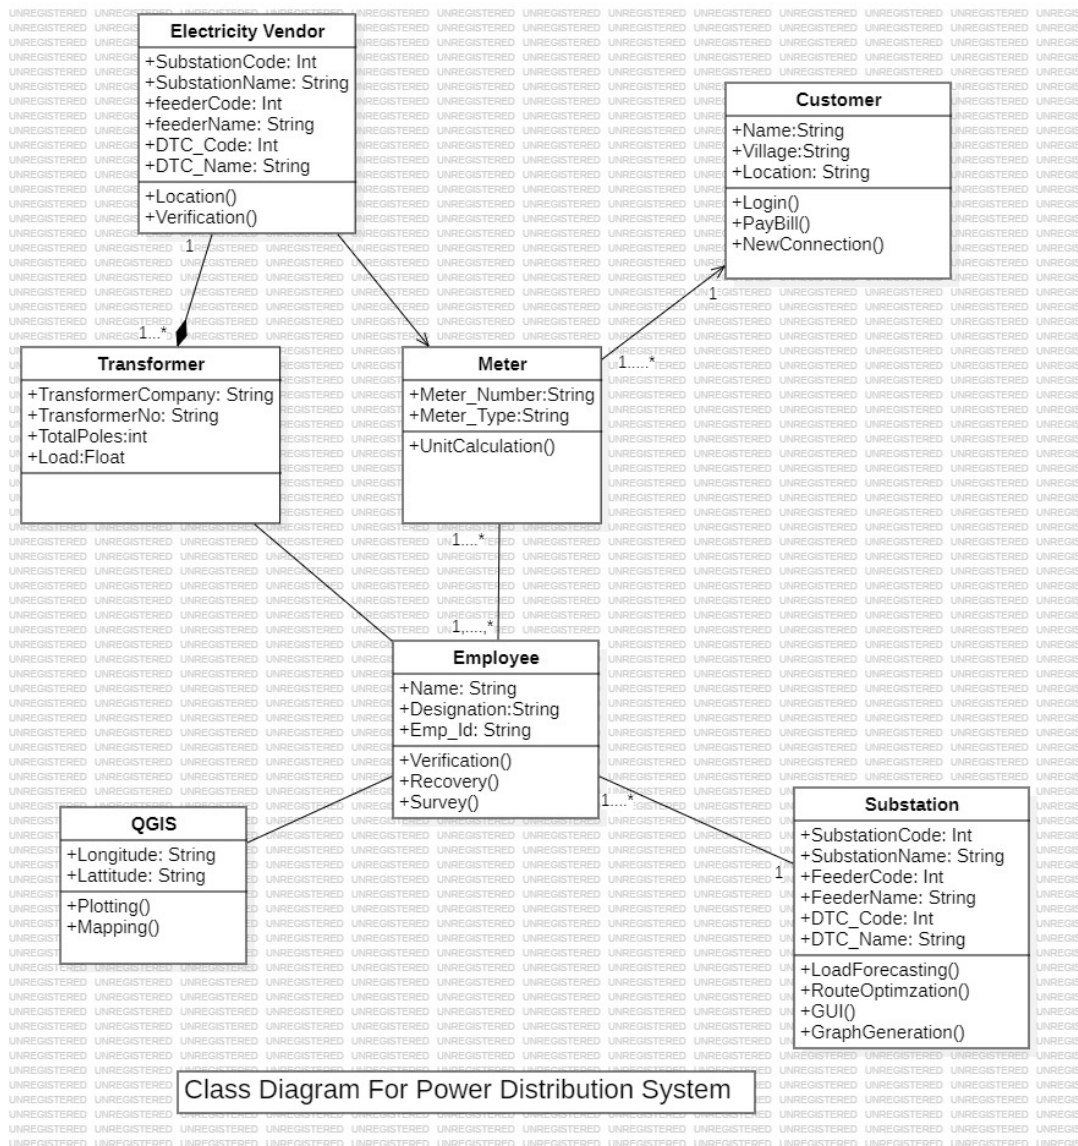 Electricity Vendor
+SubstationCode: Int
+SubstationName: String
+feederCode: Int
+feederName: String
+DTC_Code: Int
+DTC_Name: String
+Location()
+Verification()
Customer
+Name:String
+Village:String
+Location: String
+Login()
+PayBill()
+NewConnection()
1
1...*
1
1.....*
Transformer
+TransformerCompany: String
+TransformerNo: String
+TotalPoles:int
+Load:Float
Meter
+Meter_Number:String
+Meter_Type:String
+UnitCalculation()
1....*
1,....,*
Employee
+Name: String
+Designation:String
+Emp_Id: String
+Verification()
+Recovery()
+Survey()
1....*
1
QGIS
+Longitude: String
+Lattitude: String
+Plotting()
+Mapping()
Substation
+SubstationCode: Int
+SubstationName: String
+FeederCode: Int
+FeederName: String
+DTC_Code: Int
+DTC_Name: String
+LoadForecasting()
+RouteOptimzation()
+GUI()
+GraphGeneration()
Class Diagram For Power Distribution System
UNREGISTERED